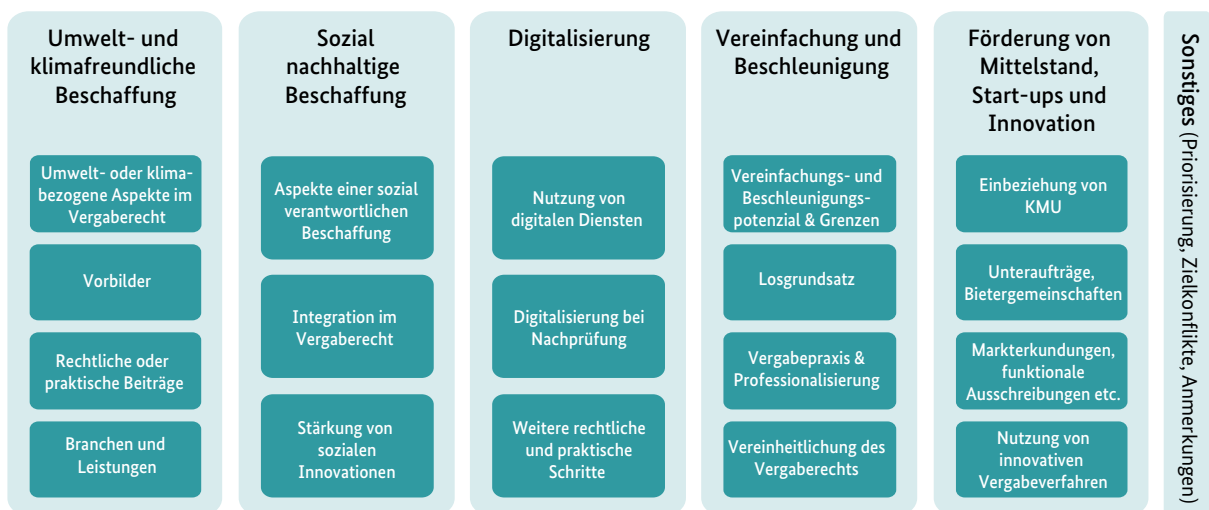 Umwelt- und
klimafreundliche
Beschaffung
Umwelt- oder klima-
bezogene Aspekte im
Vergaberecht
Vorbilder
Rechtliche oder
praktische Beiträge
Branchen und
Leistungen
Sozial
nachhaltige
Beschaffung
Aspekte einer sozial
verantwortlichen
Beschaffung
Integration im
Vergaberecht
Stärkung von
sozialen
Innovationen
Digitalisierung
Nutzung von
digitalen Diensten
Digitalisierung bei
Nachprüfung
Weitere rechtliche
und praktische
Schritte
Vereinfachung und
Beschleunigung
Vereinfachungs- und
Beschleunigungs-
potenzial & Grenzen
Losgrundsatz
Vergabepraxis &
Professionalisierung
Vereinheitlichung des
Vergaberechts
Förderung von
Mittelstand,
Start-ups und
Innovation
Einbeziehung von
KMU
Unteraufträge,
Bietergemeinschaften
Markterkundungen,
funktionale
Ausschreibungen etc.
Nutzung von
innovativen
Vergabeverfahren
Sonstiges (Priorisierung, Zielkonflikte, Anmerkungen)